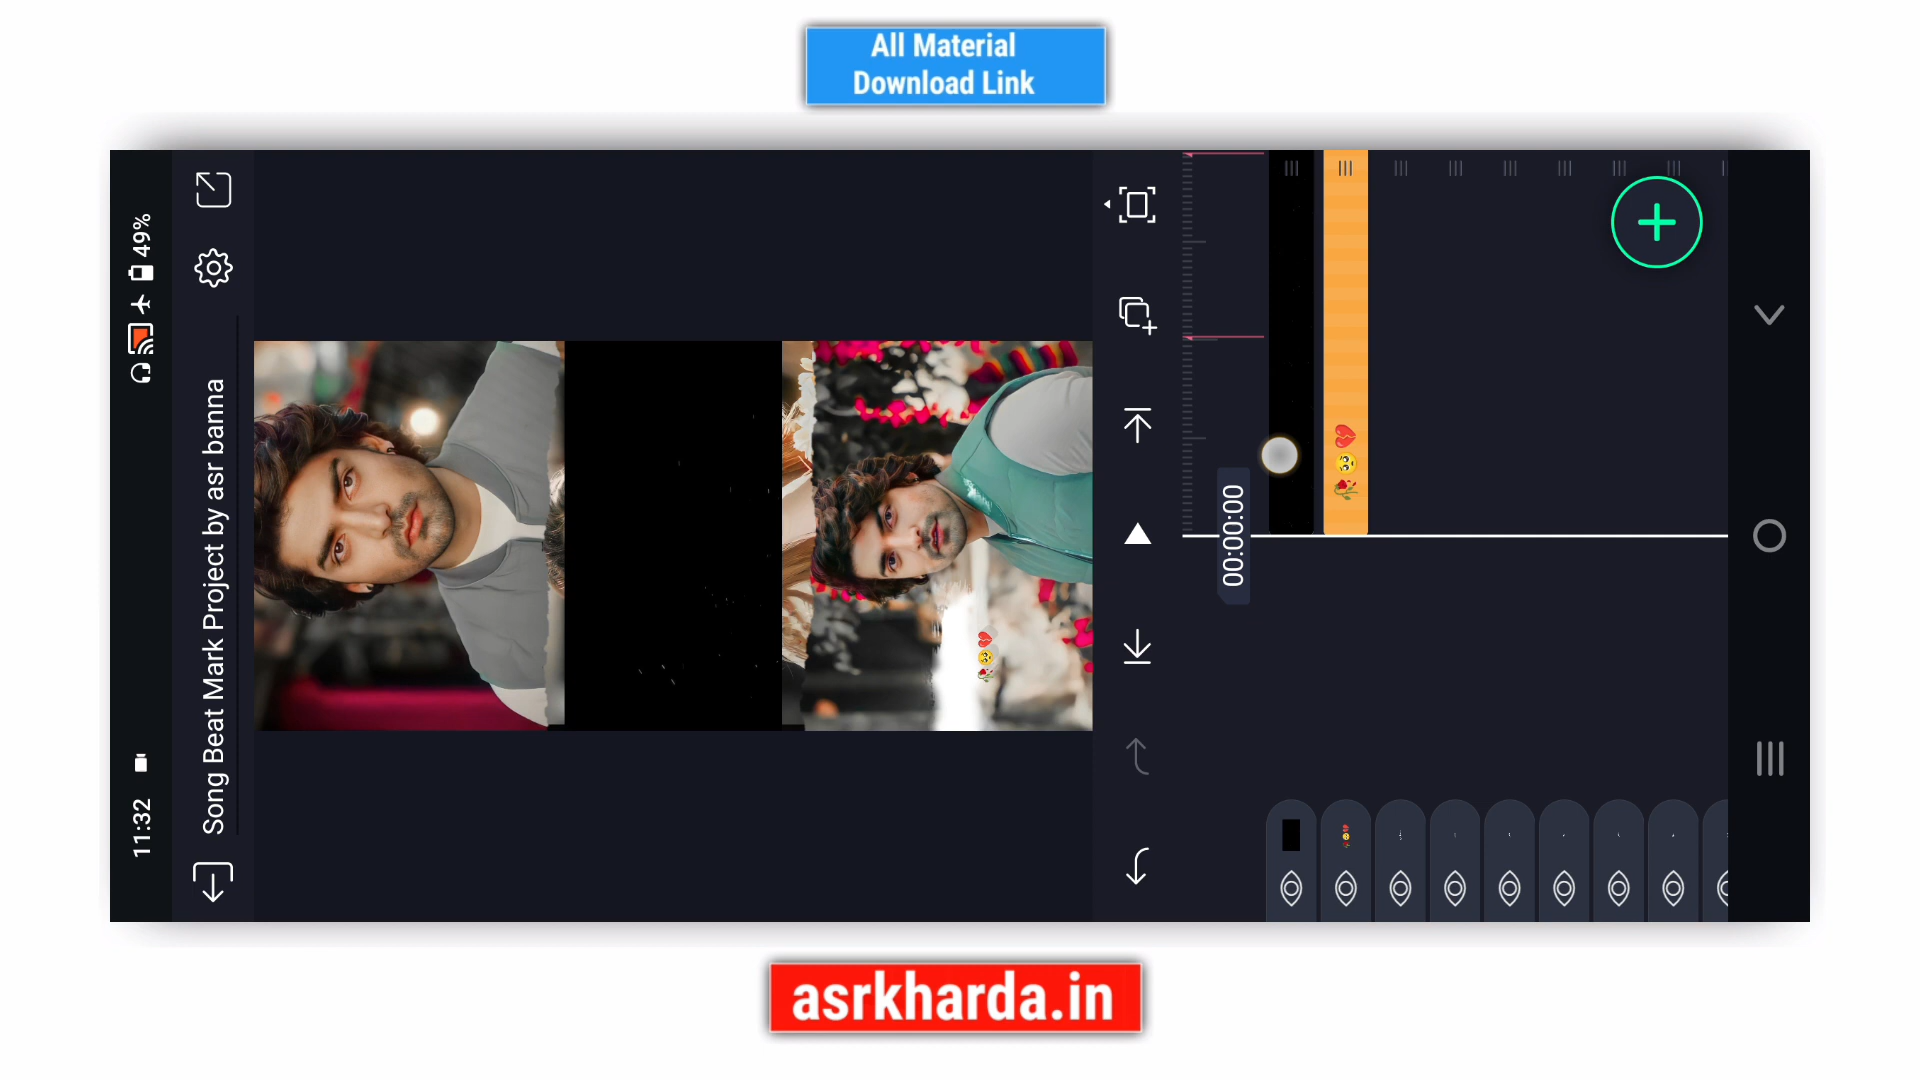 All Material
Download Link
11:32
49%
Song Beat Mark Project by asr banna
00:00:00
asrkharda.in